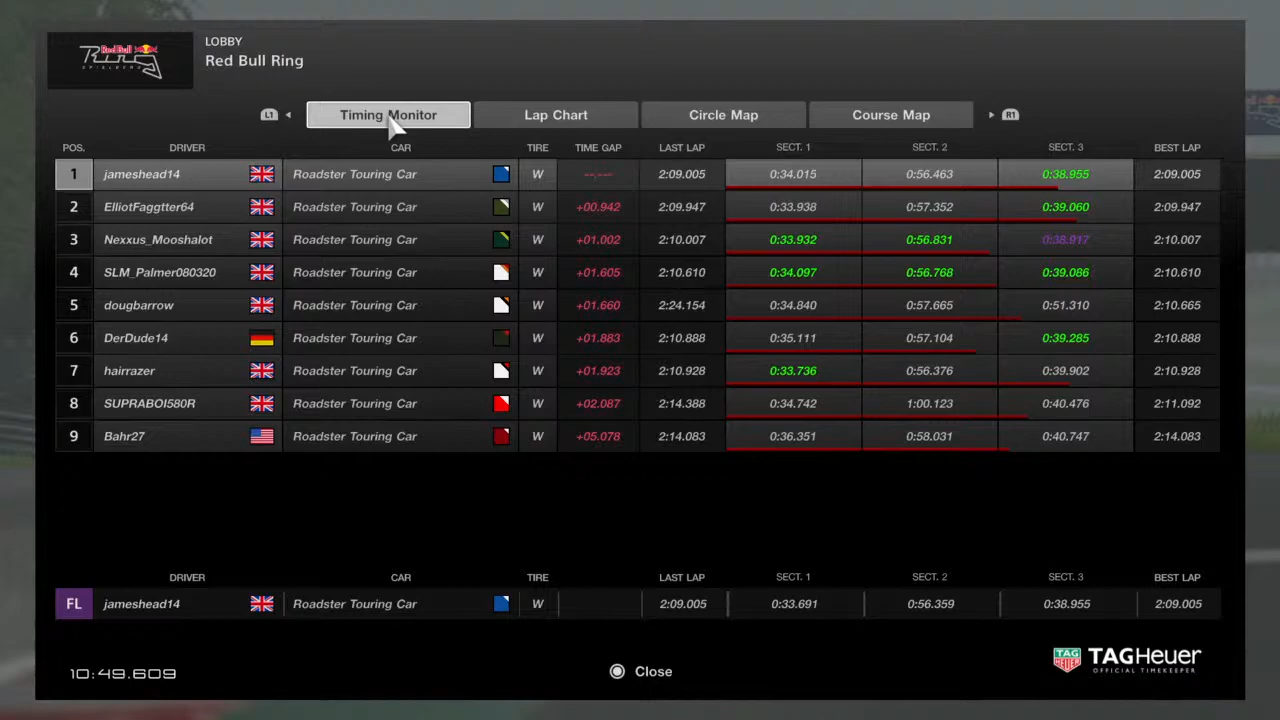 Red Bull
Ring
SPIELBERG
LOBBY
Red Bull Ring
L1 Timing Monitor Lap Chart Circle Map Course Map R1
POS. DRIVER CAR TIRE TIME GAP LAST LAP SECT. 1 SECT. 2 SECT. 3 BEST LAP
1 jameshead14 Roadster Touring Car W --.--- 2:09.005 0:34.015 0:56.463 0:38.955 2:09.005
2 ElliotFaggtter64 Roadster Touring Car W +00.942 2:09.947 0:33.938 0:57.352 0:39.060 2:09.947
3 Nexxus_Mooshalot Roadster Touring Car W +01.002 2:10.007 0:33.932 0:56.831 0:38.917 2:10.007
4 SLM_Palmer080320 Roadster Touring Car W +01.605 2:10.610 0:34.097 0:56.768 0:39.086 2:10.610
5 dougbarrow Roadster Touring Car W +01.660 2:24.154 0:34.840 0:57.665 0:51.310 2:10.665
6 DerDude14 Roadster Touring Car W +01.883 2:10.888 0:35.111 0:57.104 0:39.285 2:10.888
7 hairrazer Roadster Touring Car W +01.923 2:10.928 0:33.736 0:56.376 0:39.902 2:10.928
8 SUPRABOI580R Roadster Touring Car W +02.087 2:14.388 0:34.742 1:00.123 0:40.476 2:11.092
9 Bahr27 Roadster Touring Car W +05.078 2:14.083 0:36.351 0:58.031 0:40.747 2:14.083
DRIVER CAR TIRE LAST LAP SECT. 1 SECT. 2 SECT. 3 BEST LAP
FL jameshead14 Roadster Touring Car W 2:09.005 0:33.691 0:56.359 0:38.955 2:09.005
10:49.609 Close TAG HEUER TAGHeuer
OFFICIAL TIMEKEEPER